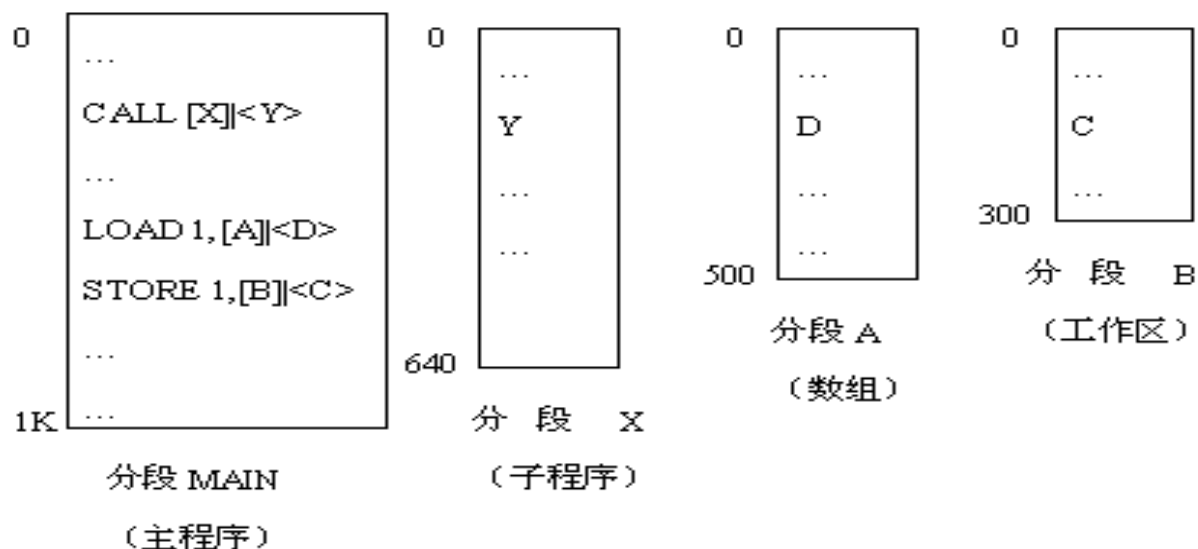 0
…
CALL [X]|<Y>
…
LOAD 1, [A]|<D>
STORE 1,[B]|<C>
…
1K
…
分段 MAIN
（主程序）
0
…
Y
…
…
640
分 段 X
（子程序）
0
…
D
…
…
500
分段 A
（数组）
0
…
C
…
300
分 段 B
（工作区）